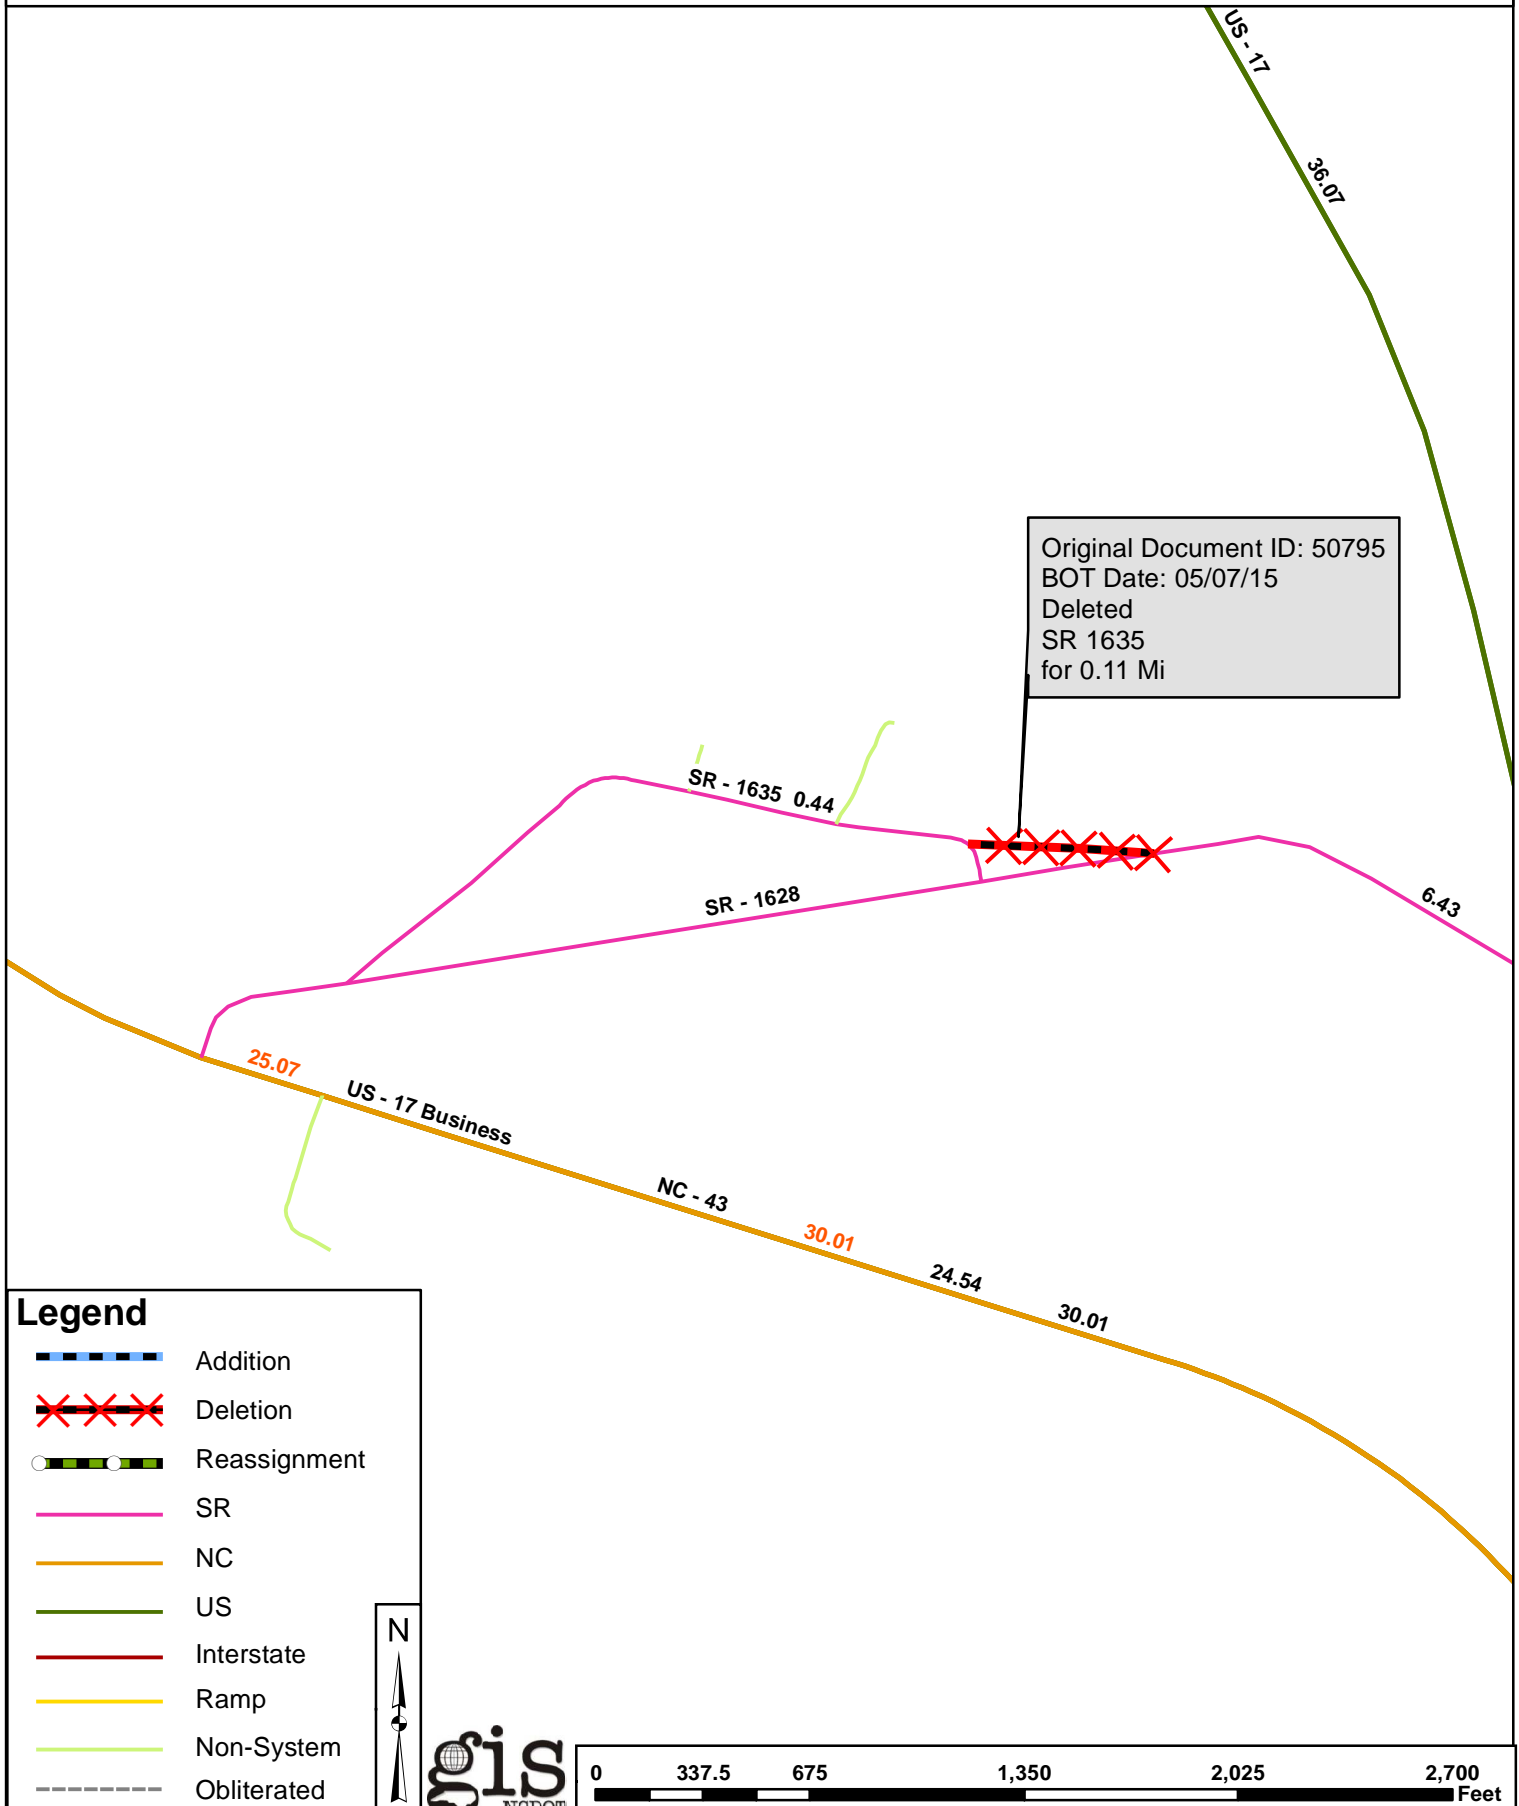 US - 17
36.07
Original Document ID: 50795
BOT Date: 05/07/15
Deleted
SR 1635
for 0.11 Mi
SR - 1635 0.44
SR - 1628
6.43
25.07
US - 17 Business
NC - 43
30.01
24.54
30.01
Legend
Addition
Deletion
Reassignment
SR
NC
US
Interstate
Ramp
Non-System
Obliterated
N
gis
0 337.5 675 1,350 2,025 2,700
Feet